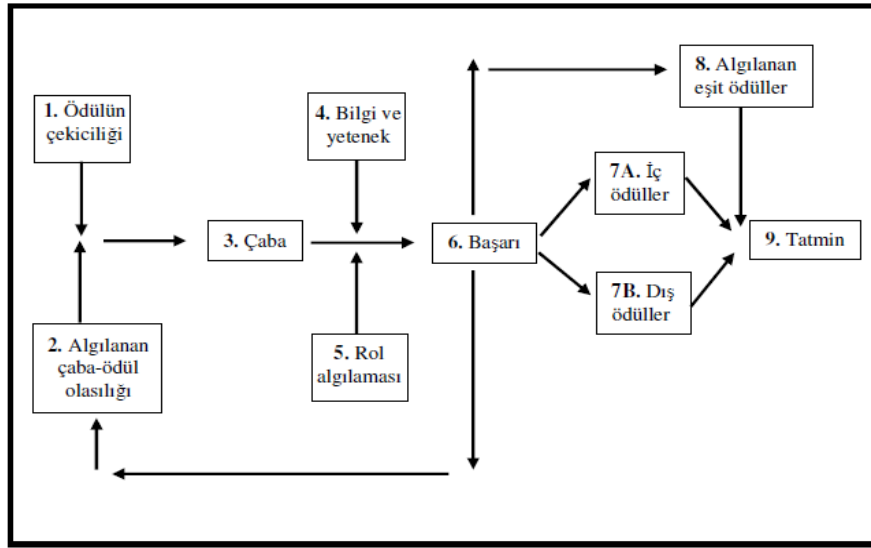 1. Ödülün
çekiciliği
2. Algılanan
çaba-ödül
olasılığı
3. Çaba
4. Bilgi ve
yetenek
5. Rol
algılaması
6. Başarı
7A. İç
ödüller
7B. Dış
ödüller
8. Algılanan
eşit ödüller
9. Tatmin